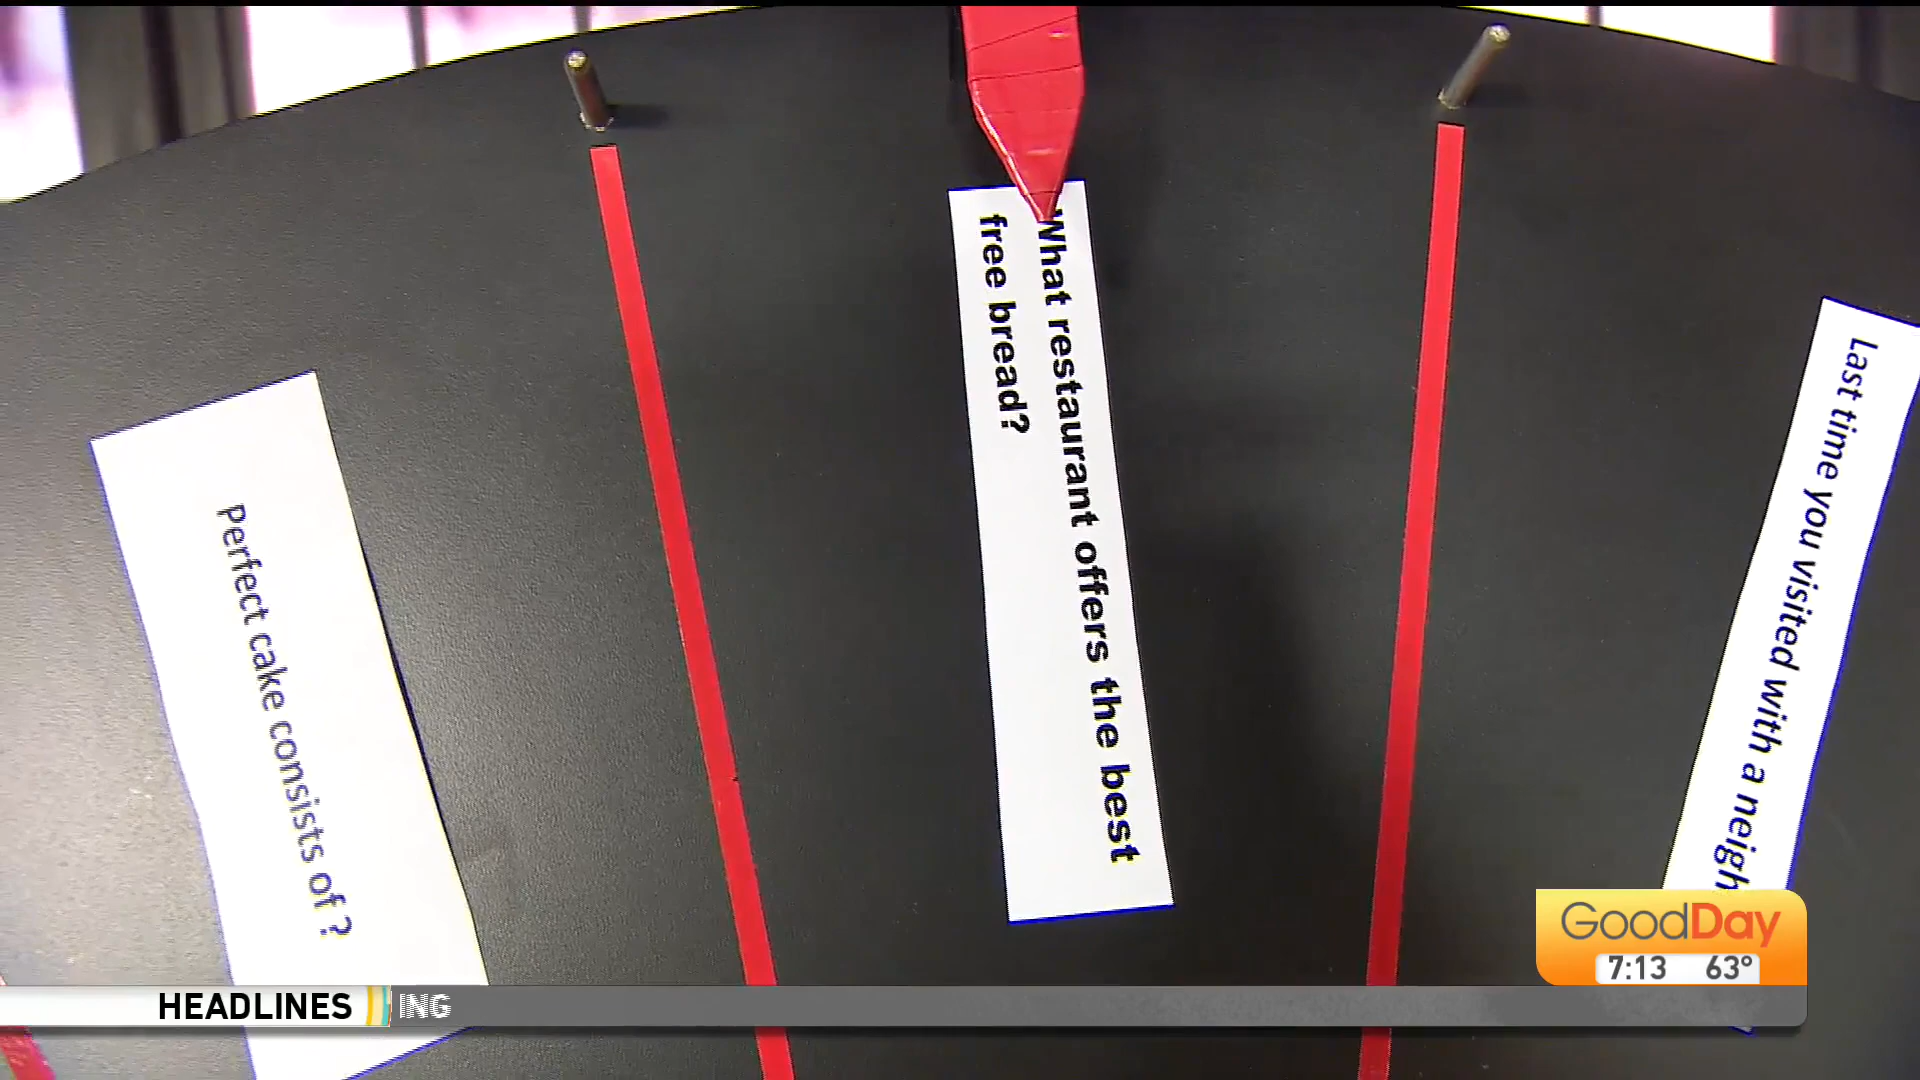 Perfect cake consists of ?
What restaurant offers the best
free bread?
Last time you visited with a neigh
GoodDay
7:13 63°
HEADLINES
ING